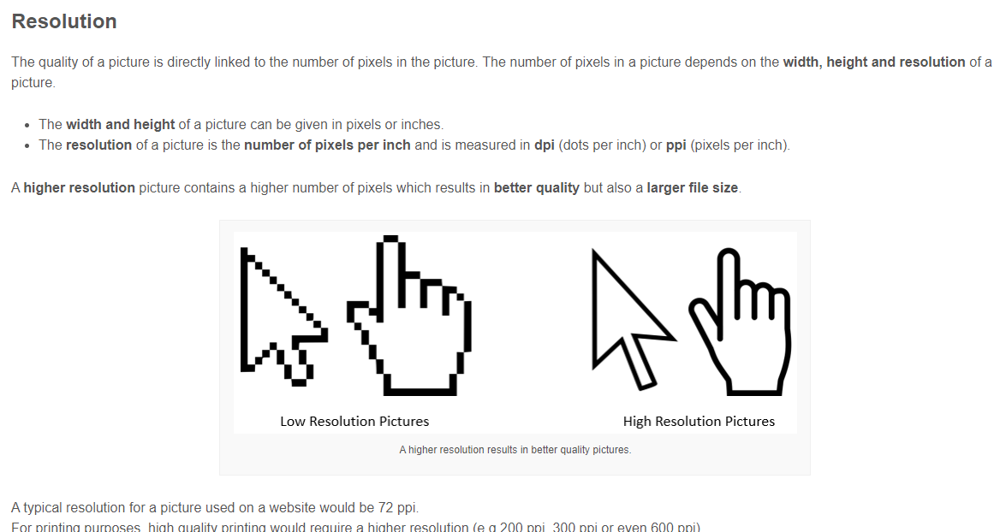 Resolution
The quality of a picture is directly linked to the number of pixels in the picture. The number of pixels in a picture depends on the width, height and resolution of a
picture.
• The width and height of a picture can be given in pixels or inches.
• The resolution of a picture is the number of pixels per inch and is measured in dpi (dots per inch) or ppi (pixels per inch).
A higher resolution picture contains a higher number of pixels which results in better quality but also a larger file size.
Low Resolution Pictures
High Resolution Pictures
A higher resolution results in better quality pictures.
A typical resolution for a picture used on a website would be 72 ppi.
For printing purposes, high quality printing would require a higher resolution (e.g 200 ppi, 300 ppi or even 600 ppi)